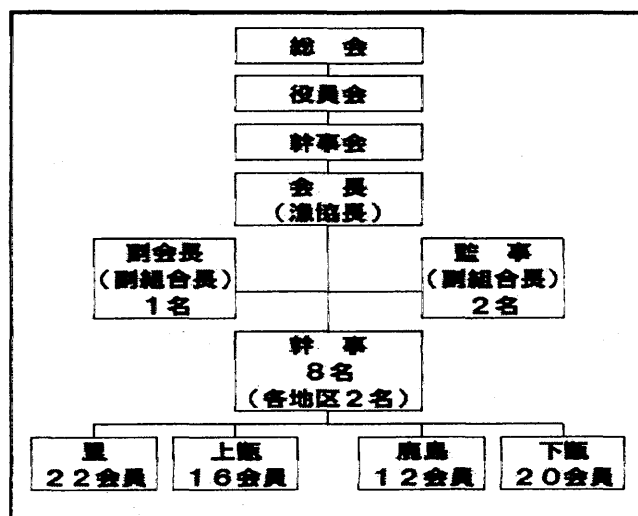 総 会
役員会
幹事会
会 長
(漁協長)
副会長
(副組合長)
1名
監 事
(副組合長)
2名
幹 事
8名
(各地区2名)
里
22会員
上甑
16会員
鹿島
12会員
下甑
20会員